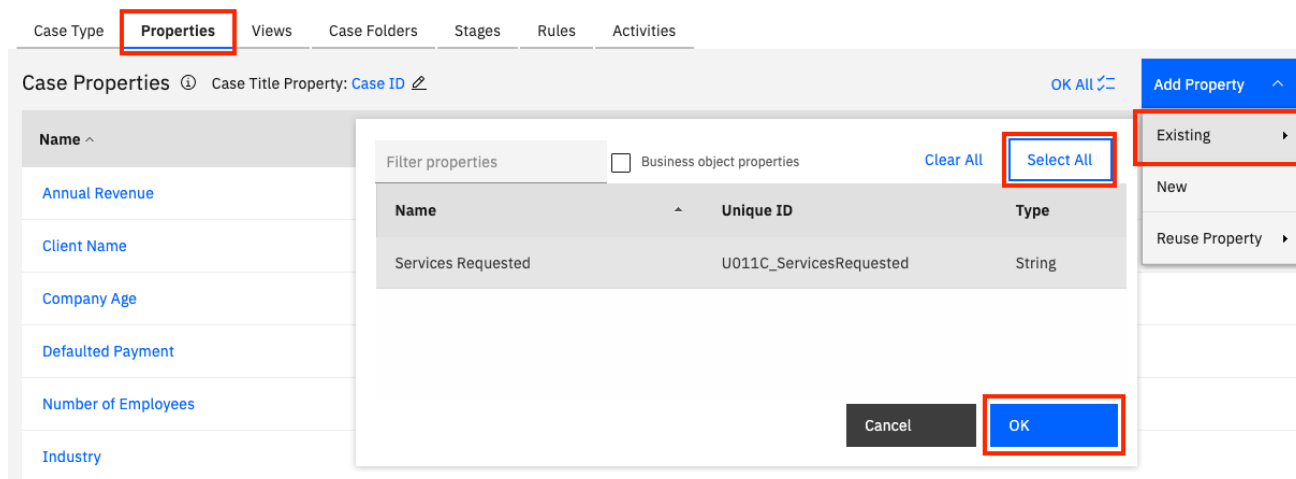 Case Type Properties Views Case Folders Stages Rules Activities
Case Properties Case Title Property: Case ID OK All Add Property
Name
Existing
New
Reuse Property
Filter properties Business object properties Clear All Select All
Name Unique ID Type
Services Requested U011C_ServicesRequested String
Cancel OK
Annual Revenue
Client Name
Company Age
Defaulted Payment
Number of Employees
Industry